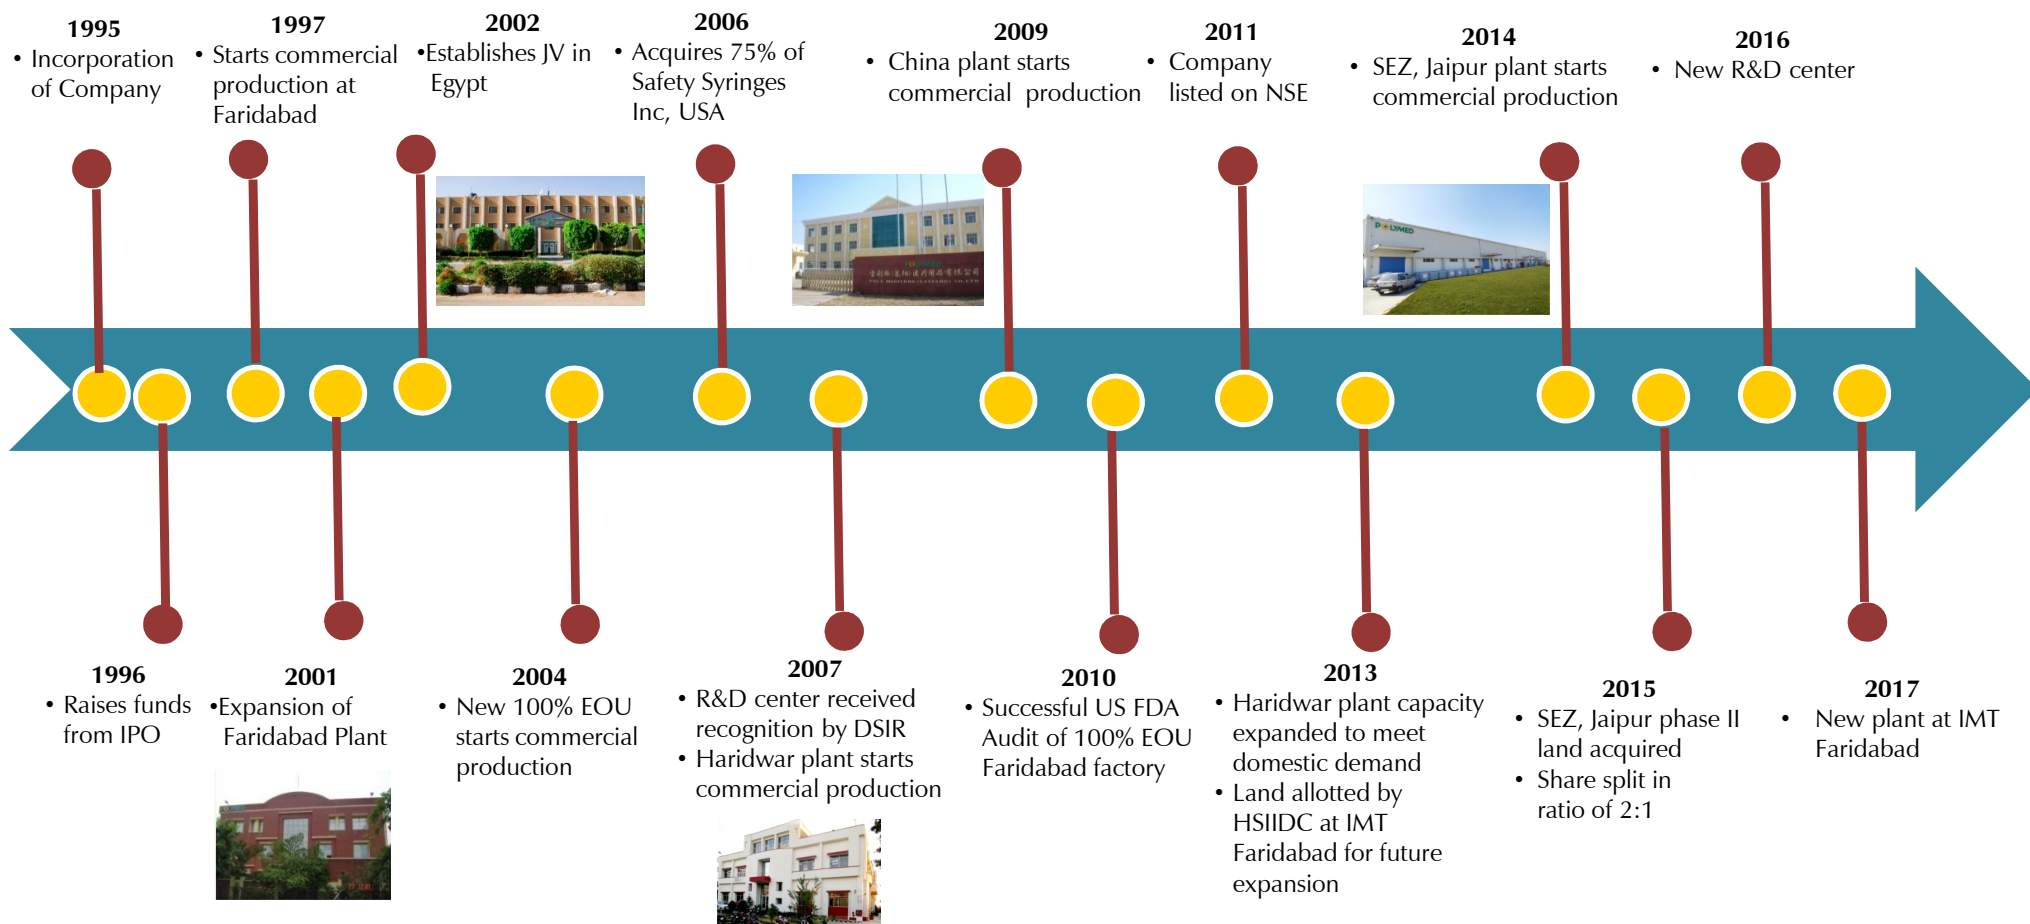 1995
• Incorporation
of Company
1997
• Starts commercial
production at
Faridabad
2002
•Establishes JV in
Egypt
2006
• Acquires 75% of
Safety Syringes
Inc, USA
2009
• China plant starts
commercial production
2011
• Company
listed on NSE
2014
• SEZ, Jaipur plant starts
commercial production
2016
• New R&D center
POLYMED
POLYMED
1996
• Raises funds
from IPO
2001
•Expansion of
Faridabad Plant
2004
• New 100% EOU
starts commercial
production
2007
• R&D center received
recognition by DSIR
• Haridwar plant starts
commercial production
2010
• Successful US FDA
Audit of 100% EOU
Faridabad factory
2013
• Haridwar plant capacity
expanded to meet
domestic demand
• Land allotted by
HSIIDC at IMT
Faridabad for future
expansion
2015
• SEZ, Jaipur phase II
land acquired
• Share split in
ratio of 2:1
2017
• New plant at IMT
Faridabad